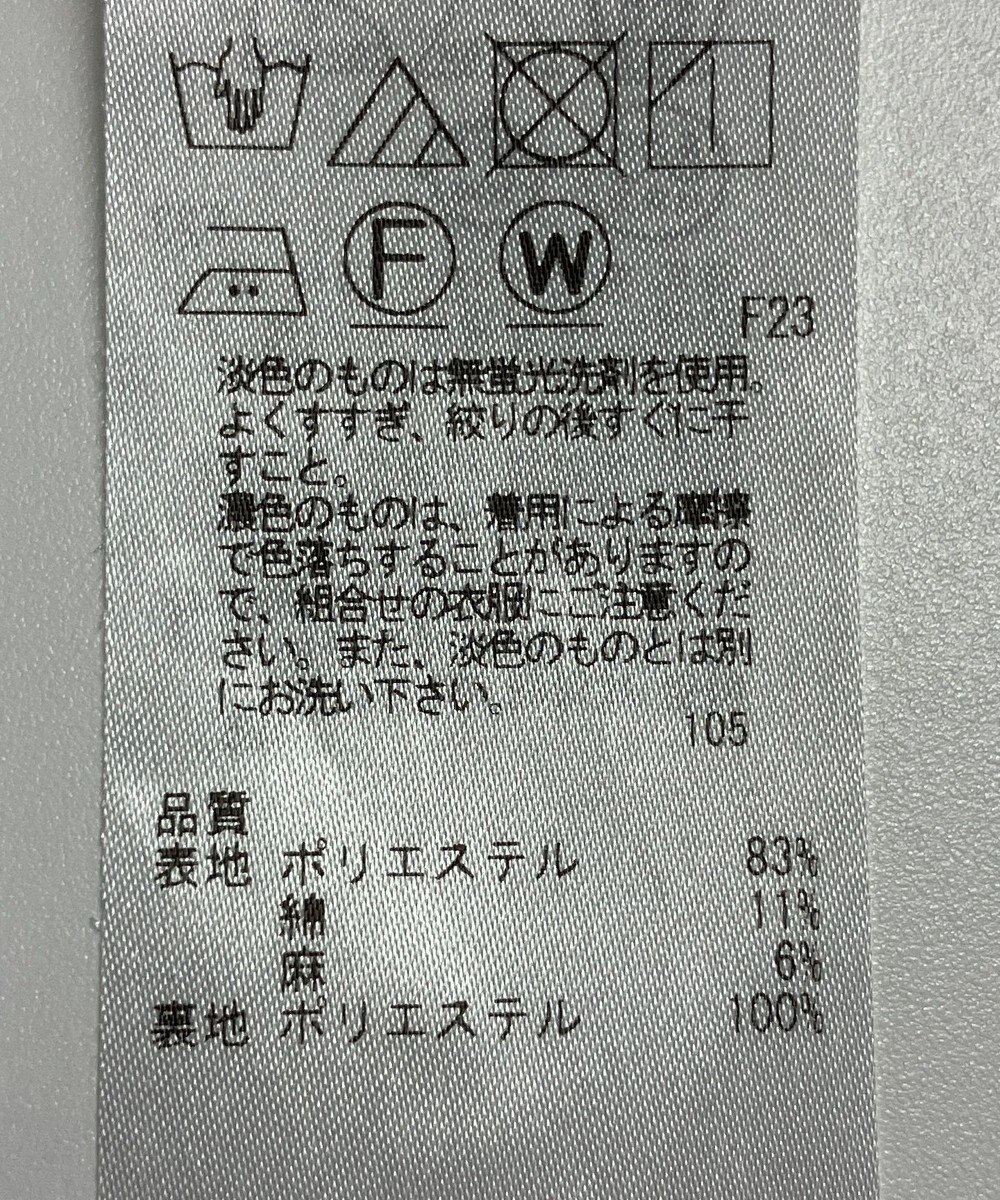 F
W
F23
淡色のものは無蛍光洗剤を使用。
よくすすぎ、絞りの後すぐに干
すこと。
濃色のものは、着用による摩擦
で色落ちすることがありますの
で、組合せの衣服にご注意くだ
さい。また、淡色のものとは別
にお洗い下さい。
105
品質
表地 ポリエステル 83%
綿 11%
麻 6%
裏地 ポリエステル 100%